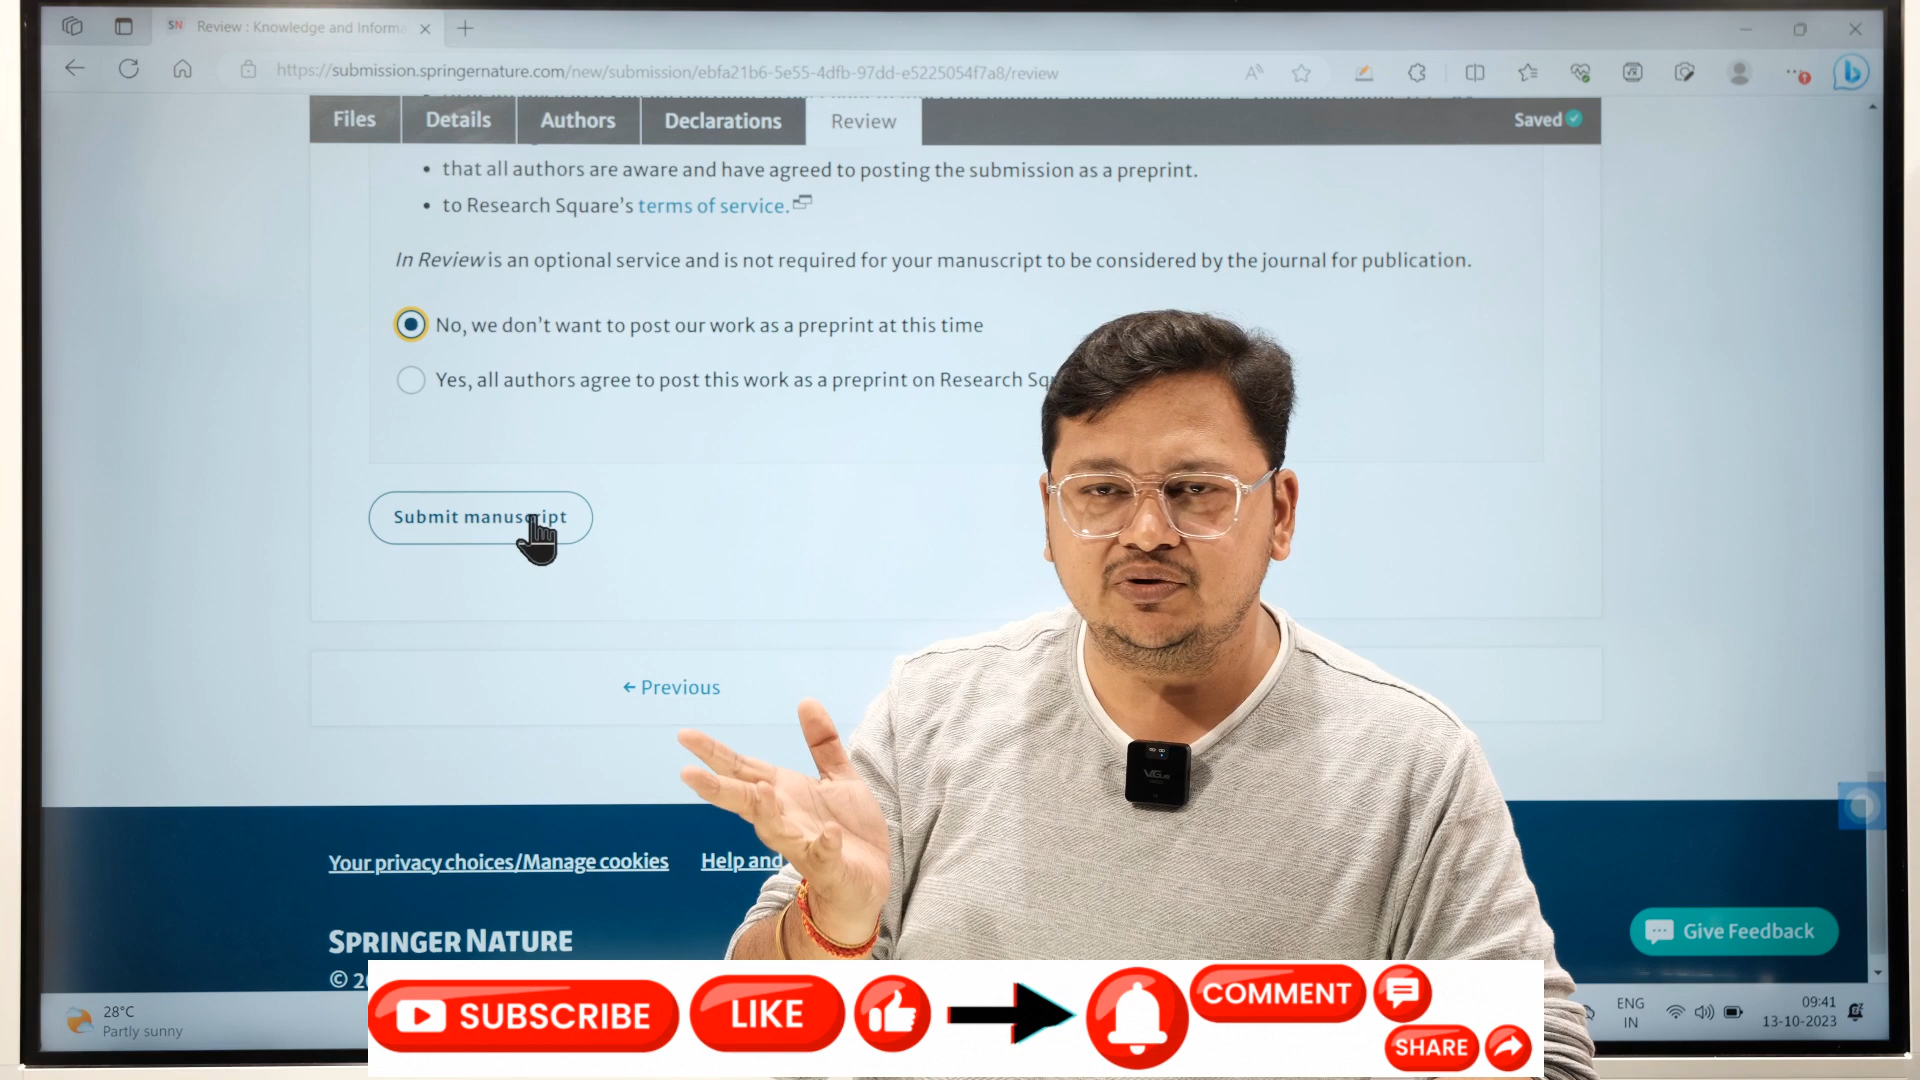 SN Review : Knowledge and Informa
https://submission.springernature.com/new/submission/ebfa21b6-5e55-4dfb-97dd-e5225054f7a8/review
Files Details Authors Declarations Review Saved
• that all authors are aware and have agreed to posting the submission as a preprint.
• to Research Square's terms of service.
In Review is an optional service and is not required for your manuscript to be considered by the journal for publication.
No, we don't want to post our work as a preprint at this time
Yes, all authors agree to post this work as a preprint on Research Squ
Submit manuscript
← Previous
Your privacy choices/Manage cookies Help and
Give Feedback
SPRINGER NATURE
© 20
28°C
Partly sunny
ENG
IN
09:41
13-10-2023
SUBSCRIBE LIKE COMMENT
SHARE